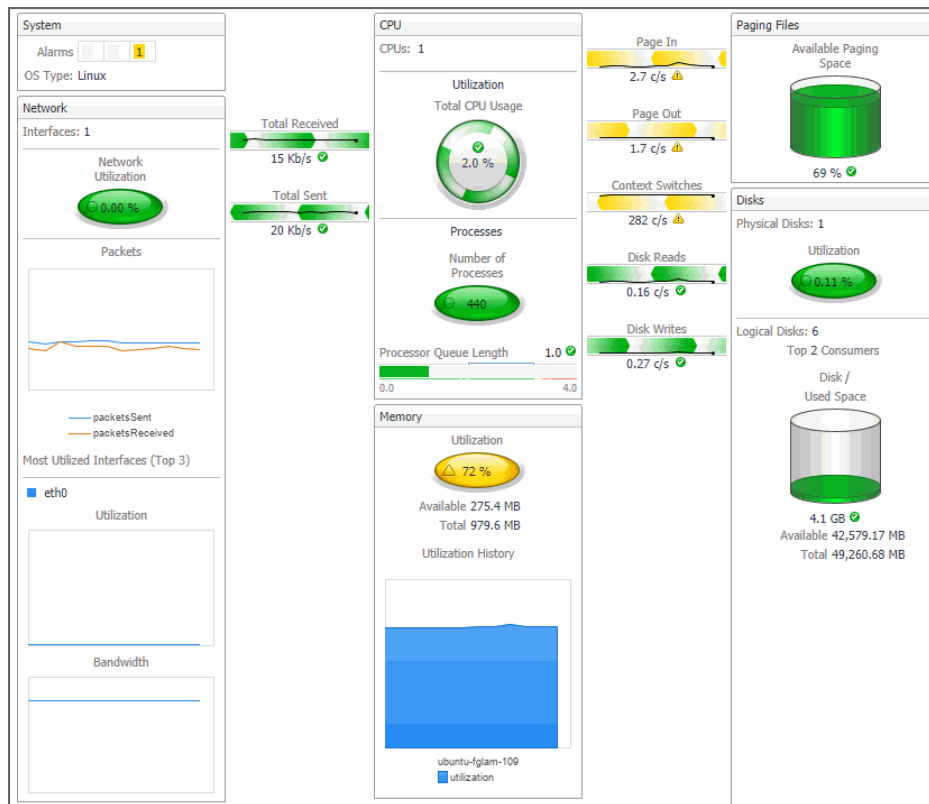 System
Alarms 1
OS Type: Linux
Network
Interfaces: 1
Network
Utilization
0.00 %
Packets
packetsSent
packetsReceived
Most Utilized Interfaces (Top 3)
eth0
Utilization
Bandwidth
Total Received
15 Kb/s
Total Sent
20 Kb/s
CPU
CPUs: 1
Utilization
Total CPU Usage
2.0 %
Processes
Number of
Processes
440
Processor Queue Length 1.0
0.0 4.0
Memory
Utilization
72 %
Available 275.4 MB
Total 979.6 MB
Utilization History
ubuntu-fglam-109
utilization
Page In
2.7 c/s
Page Out
1.7 c/s
Context Switches
282 c/s
Disk Reads
0.16 c/s
Disk Writes
0.27 c/s
Paging Files
Available Paging
Space
69 %
Disks
Physical Disks: 1
Utilization
0.11 %
Logical Disks: 6
Top 2 Consumers
Disk /
Used Space
4.1 GB
Available 42,579.17 MB
Total 49,260.68 MB